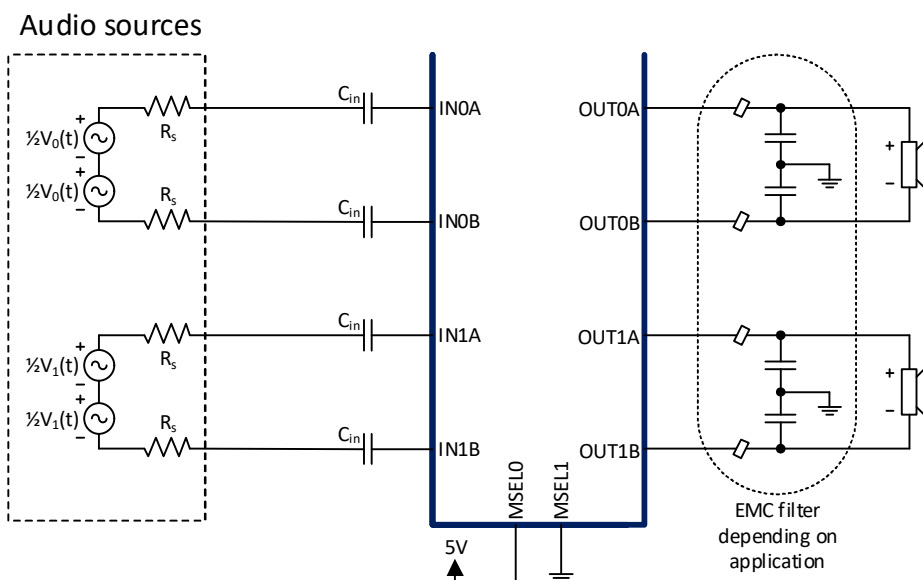 Audio sources
+
½V₀(t)
−
+
½V₀(t)
−
Rₛ
Rₛ
Cᵢₙ
Cᵢₙ
IN0A
IN0B
OUT0A
OUT0B
+
−
+
½V₁(t)
−
+
½V₁(t)
−
Rₛ
Rₛ
Cᵢₙ
Cᵢₙ
IN1A
IN1B
OUT1A
OUT1B
+
−
MSEL0
MSEL1
5V
EMC filter
depending on
application